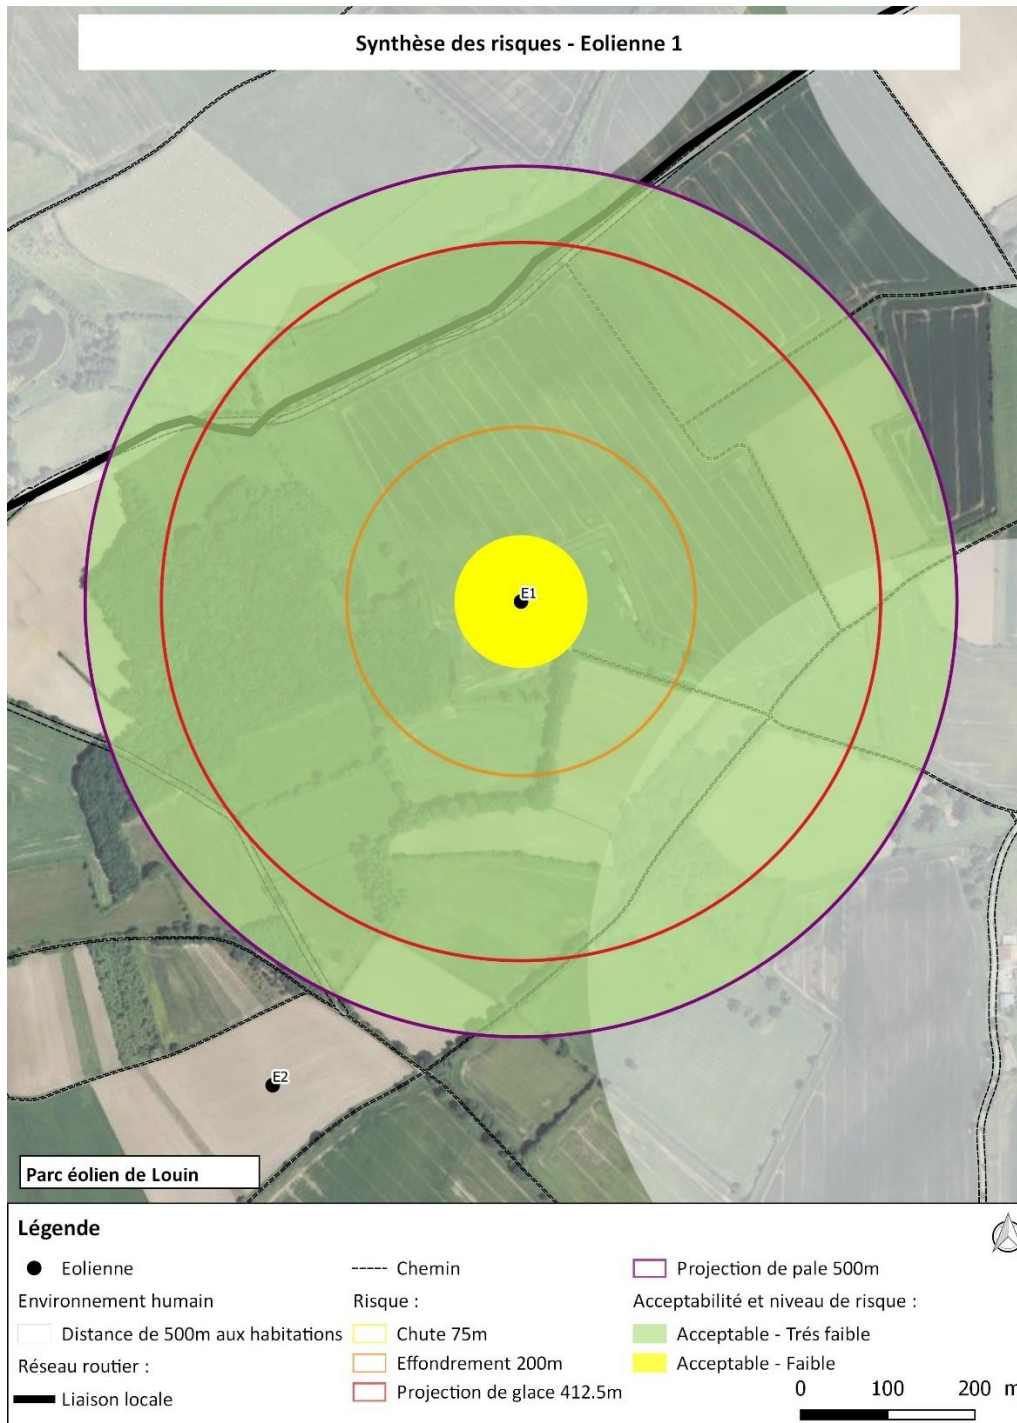 Synthèse des risques - Eolienne 1
E1
E2
Parc éolien de Louin
Légende
Eolienne
Environnement humain
Distance de 500m aux habitations
Réseau routier :
Liaison locale
Chemin
Risque :
Chute 75m
Effondrement 200m
Projection de glace 412.5m
Projection de pale 500m
Acceptabilité et niveau de risque :
Acceptable - Trés faible
Acceptable - Faible
0 100 200 m